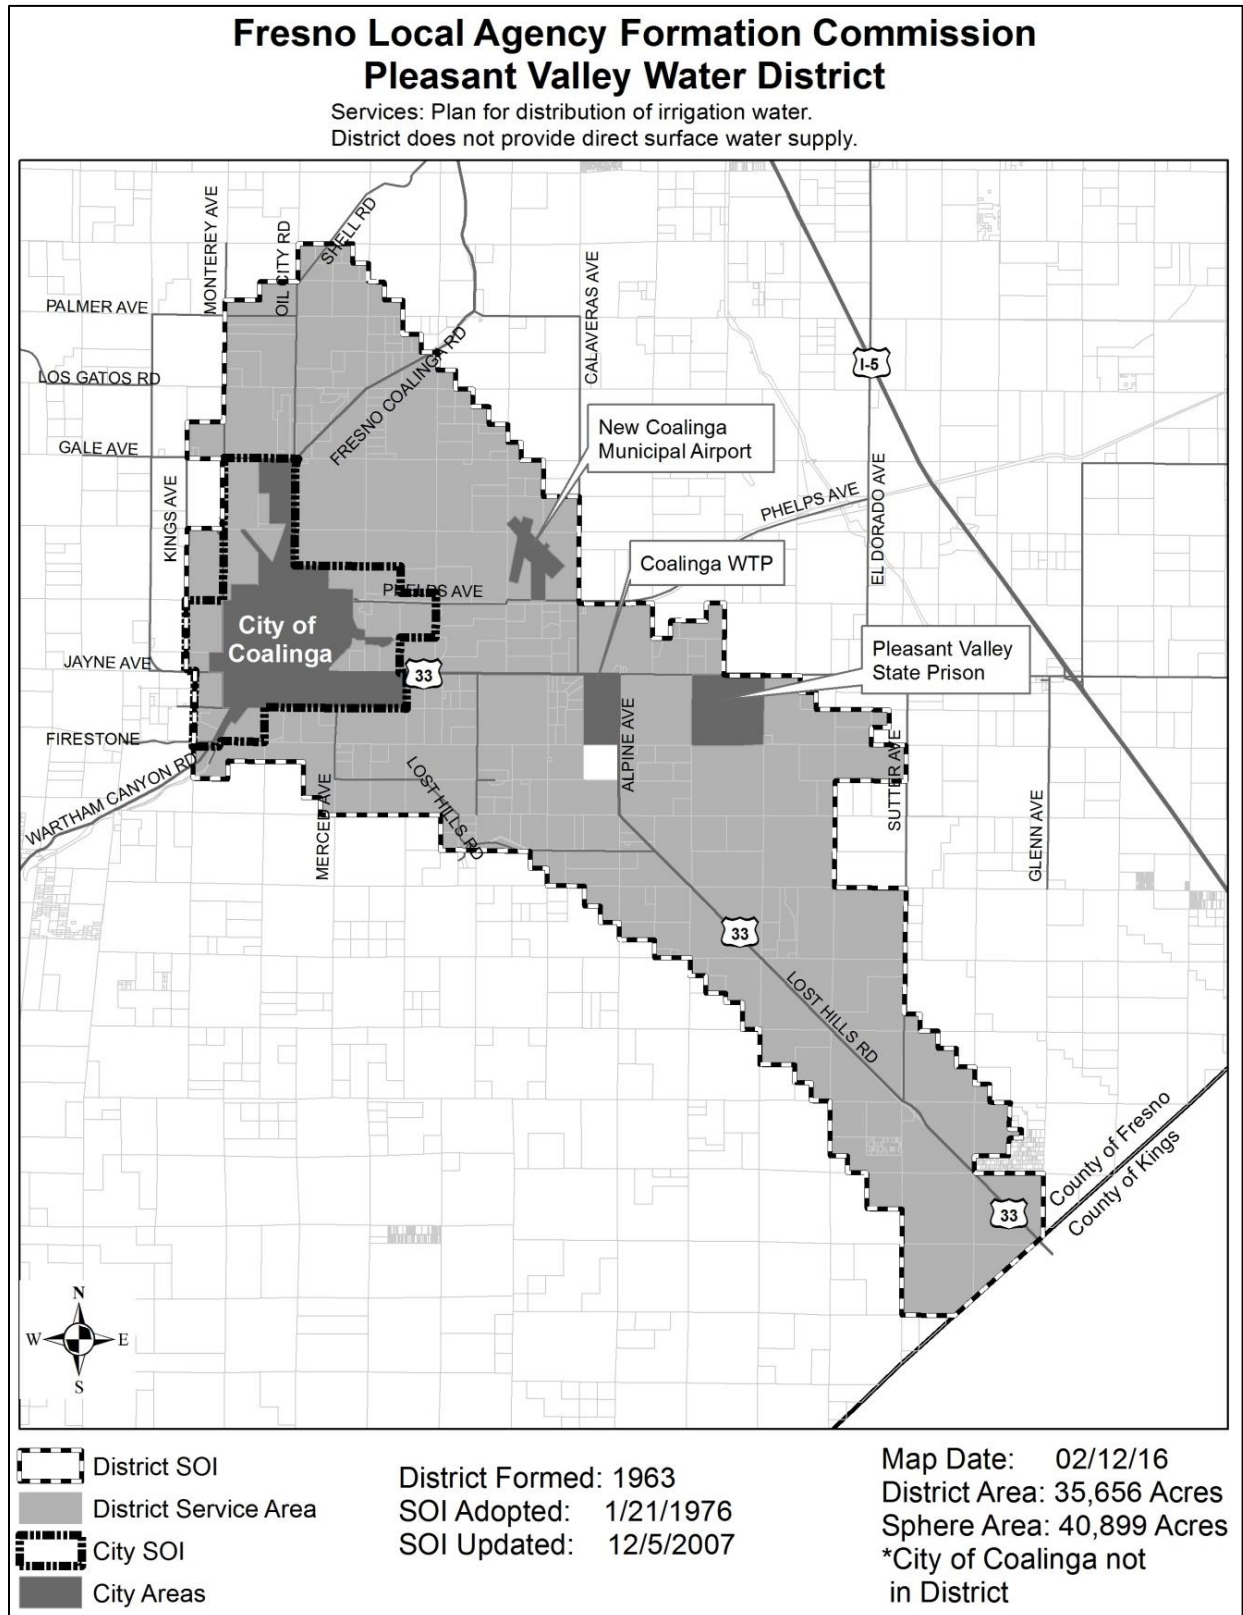 Fresno Local Agency Formation Commission
Pleasant Valley Water District
Services: Plan for distribution of irrigation water.
District does not provide direct surface water supply.
MONTEREY AVE
OIL CITY RD
SHELL RD
CALAVERAS AVE
PALMER AVE
I-5
LOS GATOS RD
FRESNO COALINGA RD
GALE AVE
New Coalinga
Municipal Airport
KINGS AVE
PHELPS AVE
EL DORADO AVE
Coalinga WTP
PHELPS AVE
City of
Coalinga
Pleasant Valley
State Prison
JAYNE AVE
33
FIRESTONE
WARTHAM CANYON RD
MERCED AVE
LOST HILLS RD
ALPINE AVE
SUTTER AVE
GLENN AVE
33
LOST HILLS RD
County of Fresno
County of Kings
33
N
W
E
S
District SOI
District Service Area
City SOI
City Areas
District Formed: 1963
SOI Adopted: 1/21/1976
SOI Updated: 12/5/2007
Map Date: 02/12/16
District Area: 35,656 Acres
Sphere Area: 40,899 Acres
*City of Coalinga not
in District